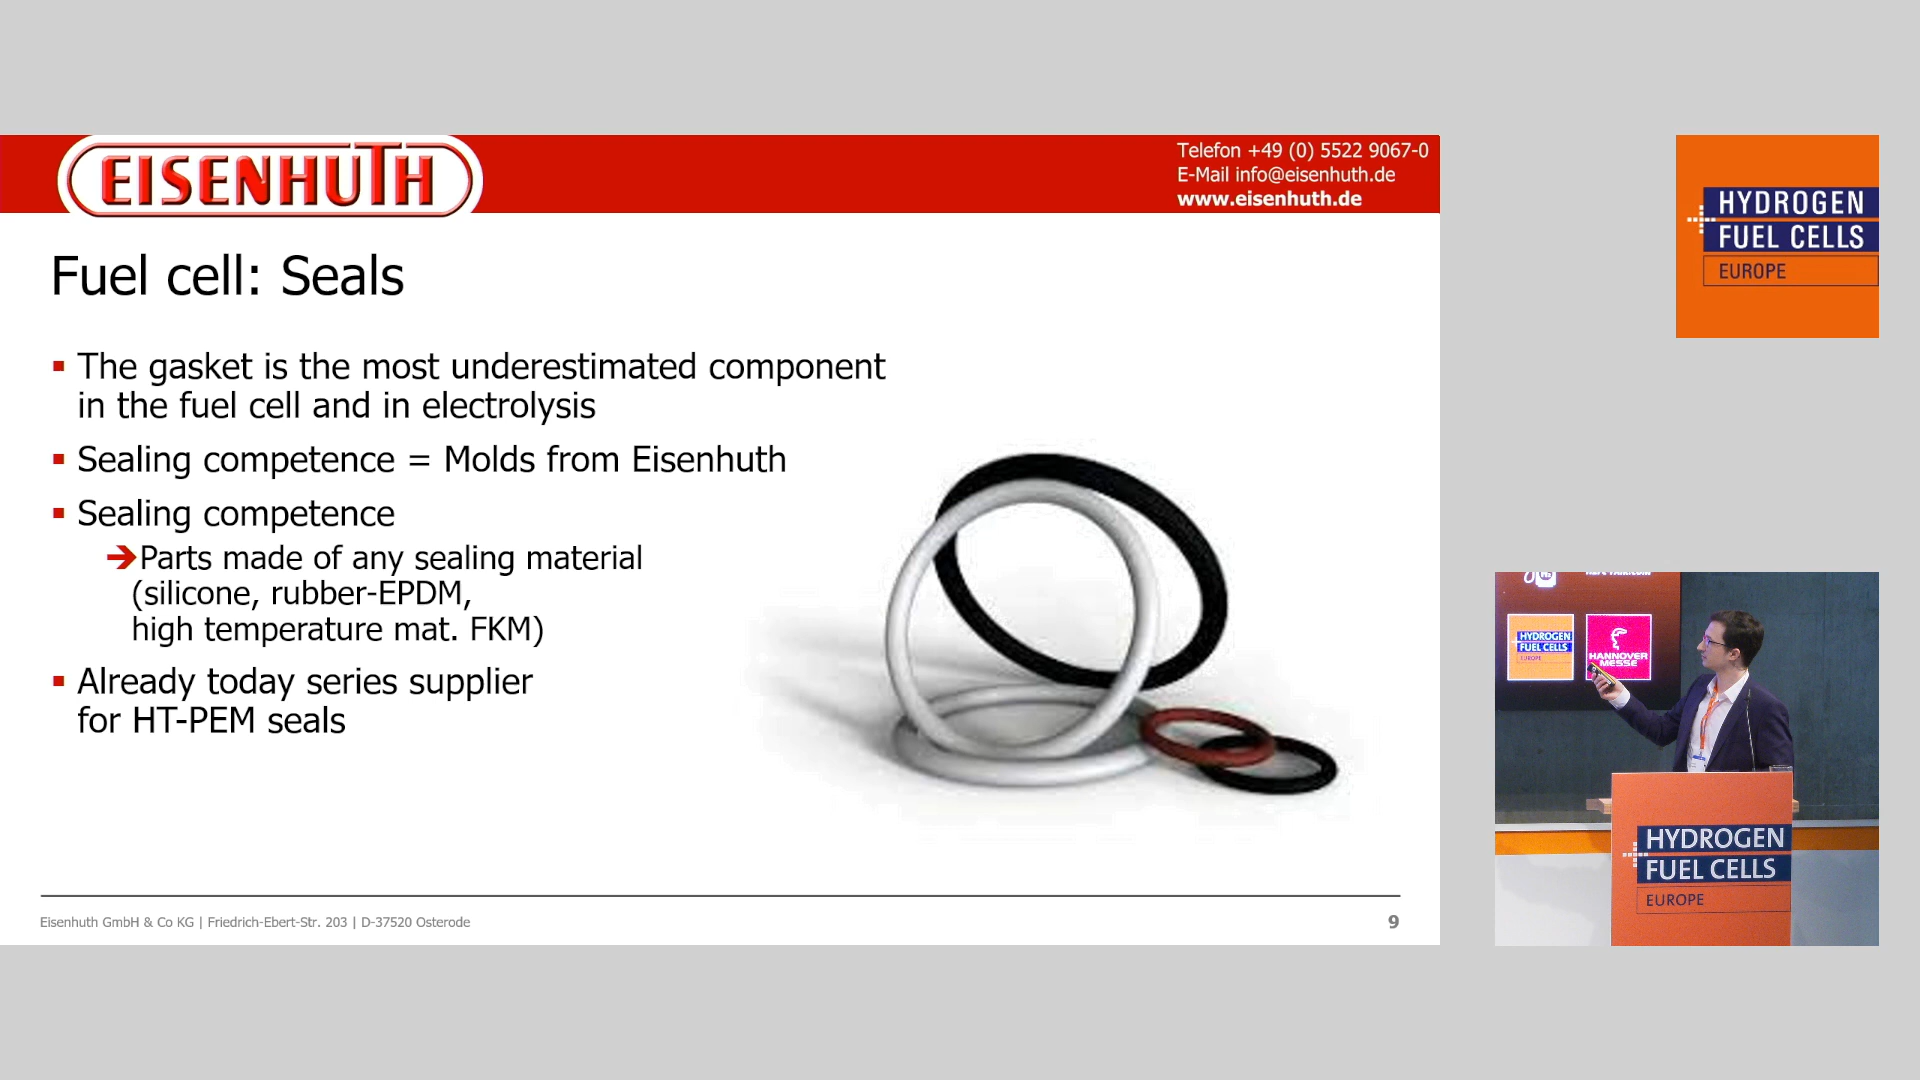 EISENHUTH
Telefon +49 (0) 5522 9067-0
E-Mail info@eisenhuth.de
www.eisenhuth.de
Fuel cell: Seals
The gasket is the most underestimated component
in the fuel cell and in electrolysis
Sealing competence = Molds from Eisenhuth
Sealing competence
Parts made of any sealing material
(silicone, rubber-EPDM,
high temperature mat. FKM)
Already today series supplier
for HT-PEM seals
Eisenhuth GmbH & Co KG | Friedrich-Ebert-Str. 203 | D-37520 Osterode
9
HYDROGEN
FUEL CELLS
EUROPE
HYDROGEN
FUEL CELLS
EUROPE
HANNOVER
MESSE
HYDROGEN
FUEL CELLS
EUROPE